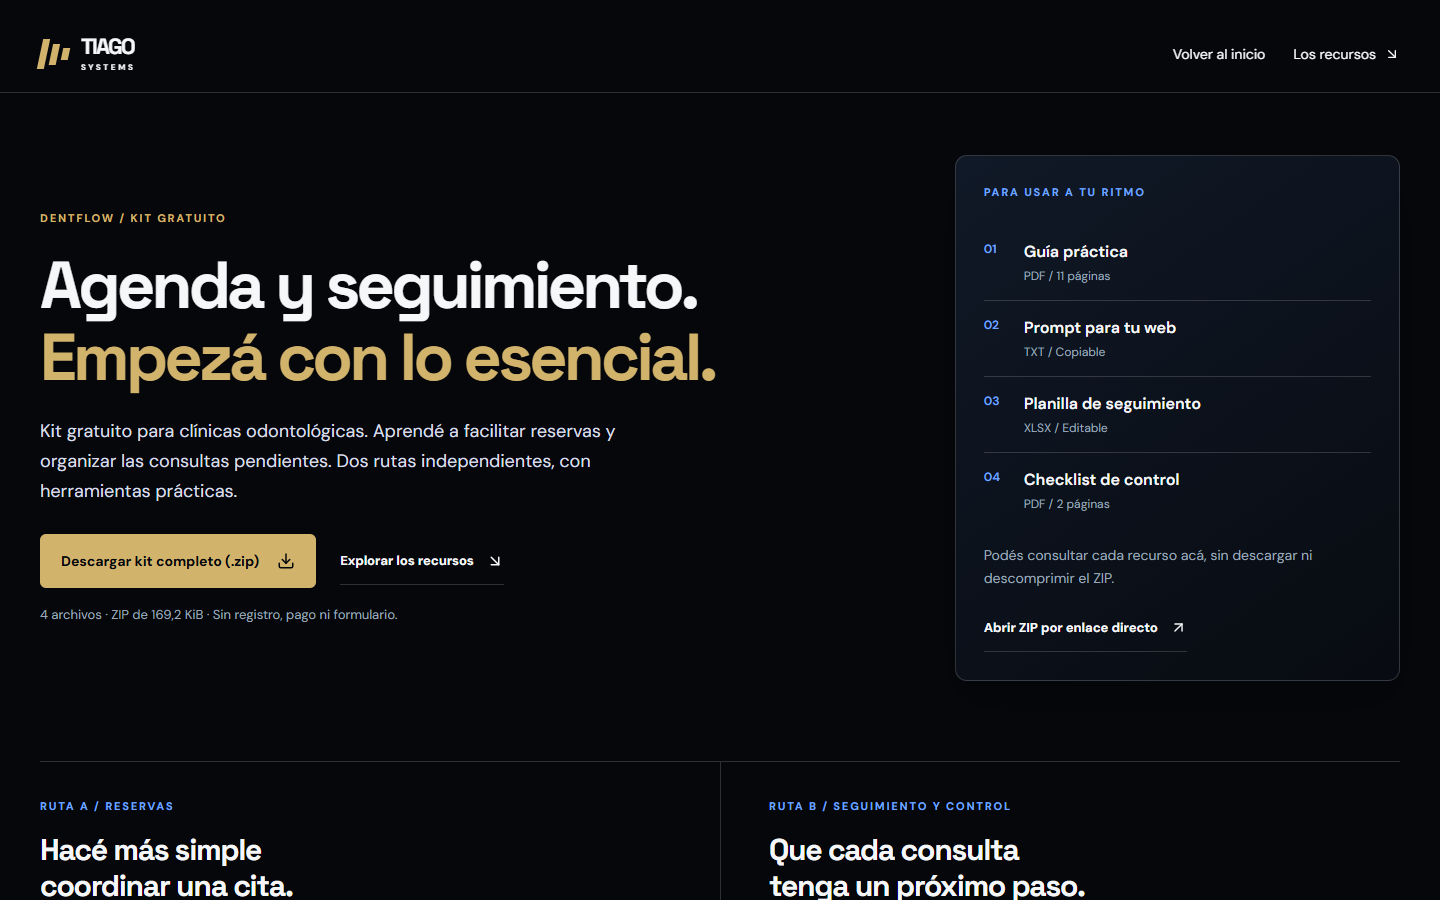 TIAGO
SYSTEMS
Volver al inicio
Los recursos
DENTFLOW / KIT GRATUITO
Agenda y seguimiento.
Empezá con lo esencial.
Kit gratuito para clínicas odontológicas. Aprendé a facilitar reservas y
organizar las consultas pendientes. Dos rutas independientes, con
herramientas prácticas.
Descargar kit completo (.zip)
Explorar los recursos
4 archivos · ZIP de 169,2 KiB · Sin registro, pago ni formulario.
PARA USAR A TU RITMO
01
Guía práctica
PDF / 11 páginas
02
Prompt para tu web
TXT / Copiable
03
Planilla de seguimiento
XLSX / Editable
04
Checklist de control
PDF / 2 páginas
Podés consultar cada recurso acá, sin descargar ni
descomprimir el ZIP.
Abrir ZIP por enlace directo
RUTA A / RESERVAS
Hacé más simple
coordinar una cita.
RUTA B / SEGUIMIENTO Y CONTROL
Que cada consulta
tenga un próximo paso.